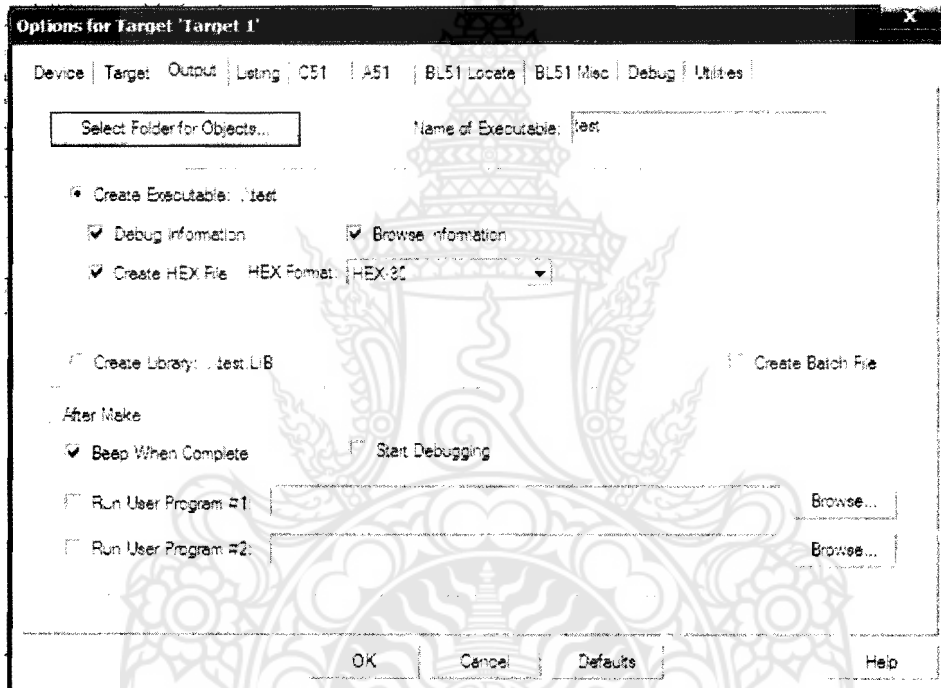 Options for Target 'Target 1'
x
Device Target Output Listing C51 A51 BL51 Locate BL51 Misc Debug Utilities
Select Folder for Objects... Name of Executable: test
Create Executable: .\test
Debug Information Browse Information
Create HEX File HEX Format: HEX-80
Create Library: .\test.LIB Create Batch File
After Make
Beep When Complete Start Debugging
Run User Program #1: Browse...
Run User Program #2: Browse...
OK Cancel Defaults Help